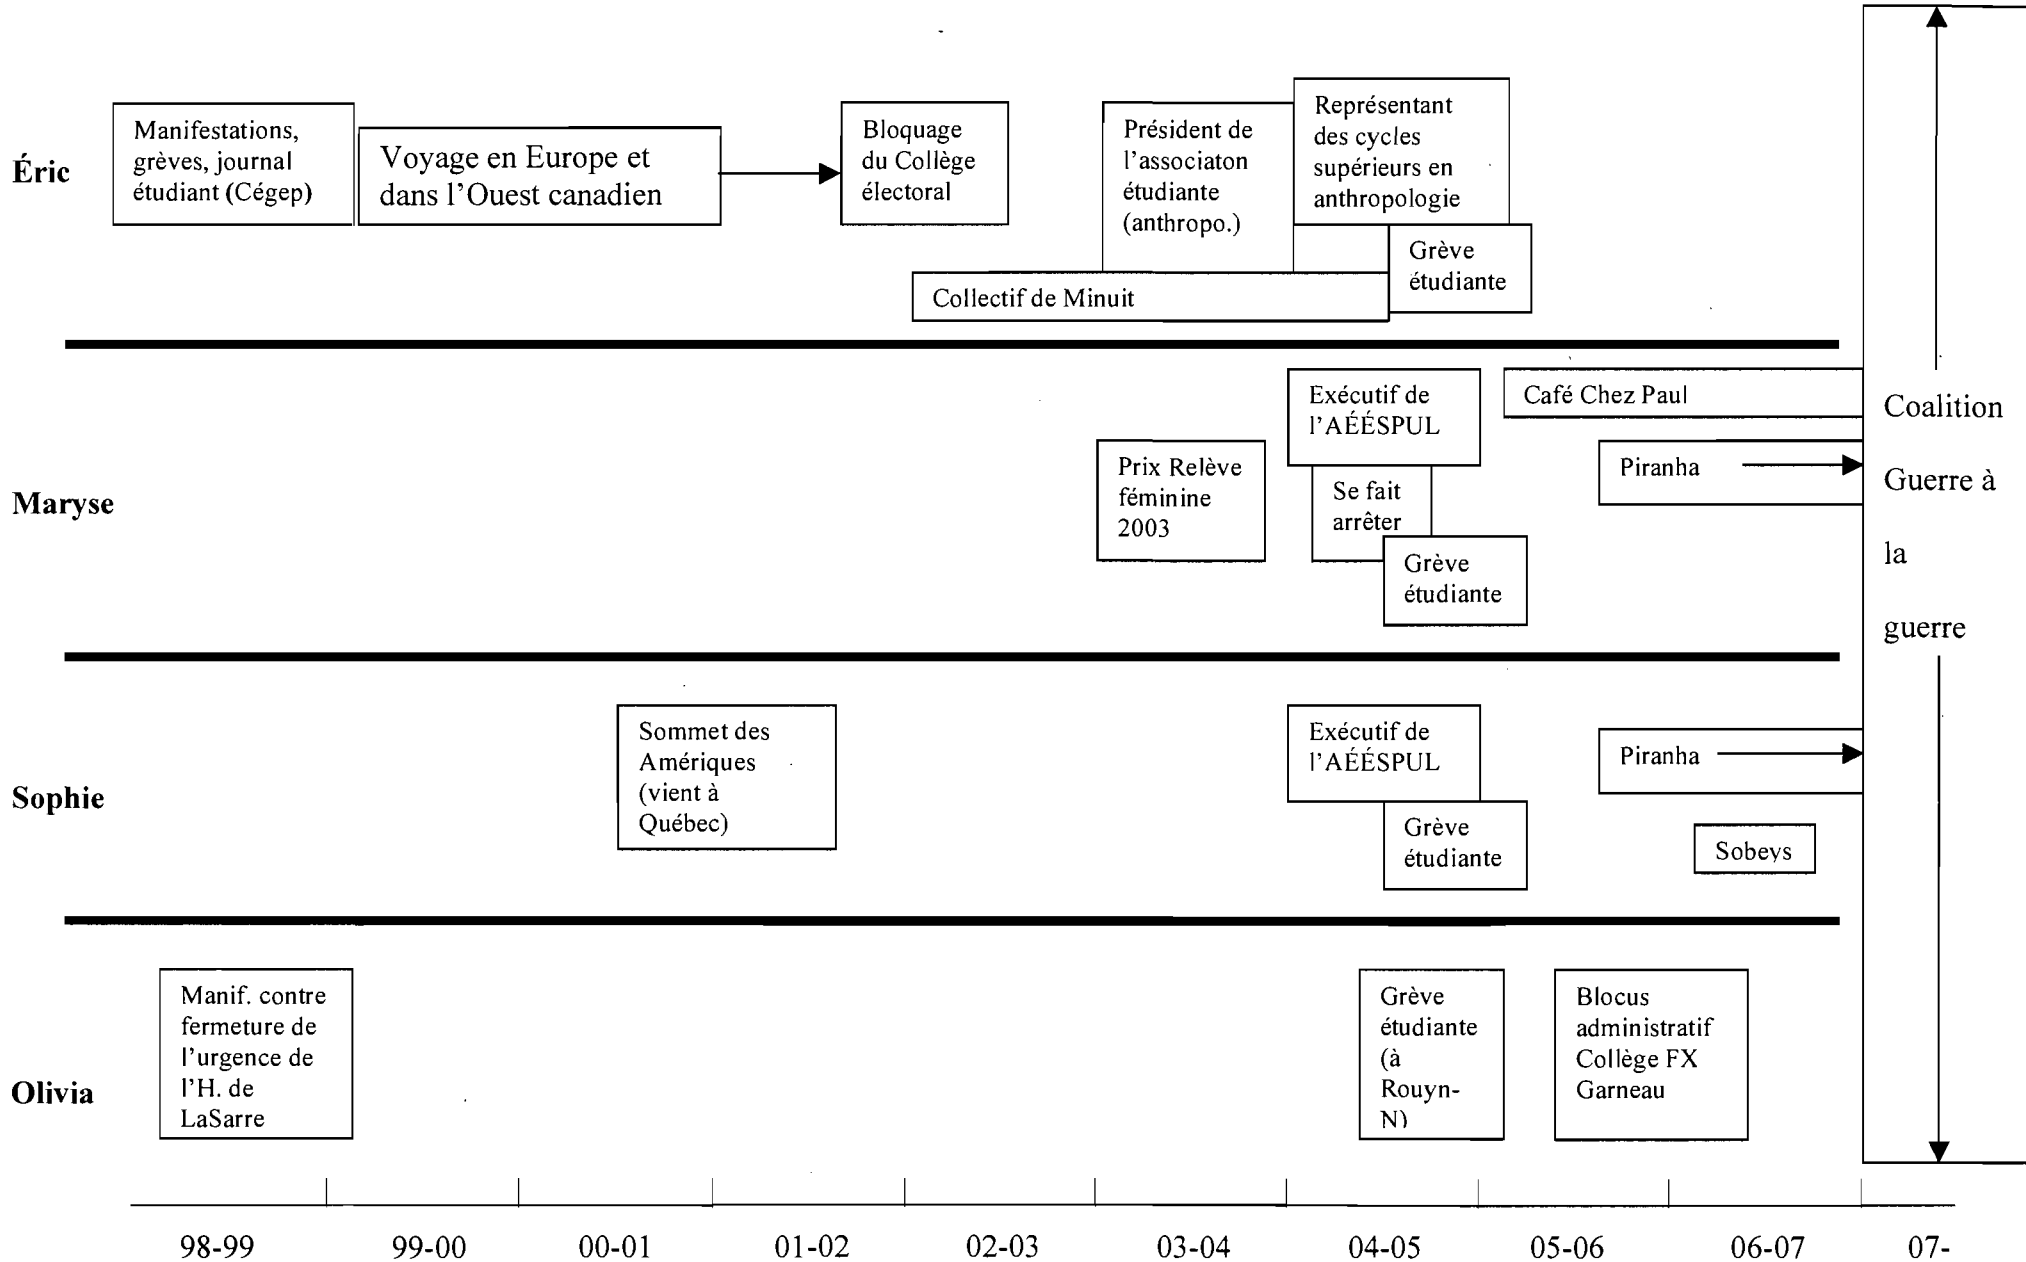 Éric
Manifestations,
grèves, journal
étudiant (Cégep)
Voyage en Europe et
dans l'Ouest canadien
Bloquage
du Collège
électoral
Président de
l'associaton
étudiante
(anthropo.)
Représentant
des cycles
supérieurs en
anthropologie
Grève
étudiante
Collectif de Minuit
Maryse
Prix Relève
féminine
2003
Exécutif de
l'AÉÉSPUL
Se fait
arrêter
Grève
étudiante
Café Chez Paul
Piranha
Sophie
Sommet des
Amériques
(vient à
Québec)
Exécutif de
l'AÉÉSPUL
Grève
étudiante
Piranha
Sobeys
Olivia
Manif. contre
fermeture de
l'urgence de
l'H. de
LaSarre
Grève
étudiante
(à
Rouyn-
N)
Blocus
administratif
Collège FX
Garneau
Coalition
Guerre à
la
guerre
98-99 99-00 00-01 01-02 02-03 03-04 04-05 05-06 06-07 07-